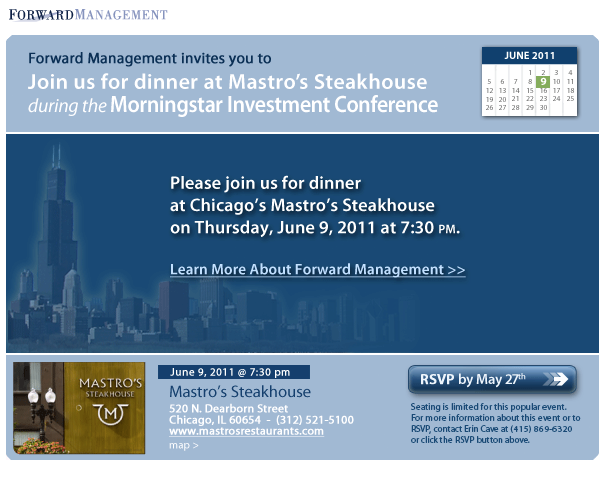 FORWARDMANAGEMENT
Forward Management invites you to
Join us for dinner at Mastro's Steakhouse
during the Morningstar Investment Conference
JUNE 2011
1 2 3 4
5 6 7 8 9 10 11
12 13 14 15 16 17 18
19 20 21 22 23 24 25
26 27 28 29 30
Please join us for dinner
at Chicago's Mastro's Steakhouse
on Thursday, June 9, 2011 at 7:30 PM.
Learn More About Forward Management >>
MASTRO'S
STEAKHOUSE
M
June 9, 2011 @ 7:30 pm
Mastro's Steakhouse
520 N. Dearborn Street
Chicago, IL 60654 - (312) 521-5100
www.mastrosrestaurants.com
map >
RSVP by May 27th
Seating is limited for this popular event.
For more information about this event or to
RSVP, contact Erin Cave at (415) 869-6320
or click the RSVP button above.